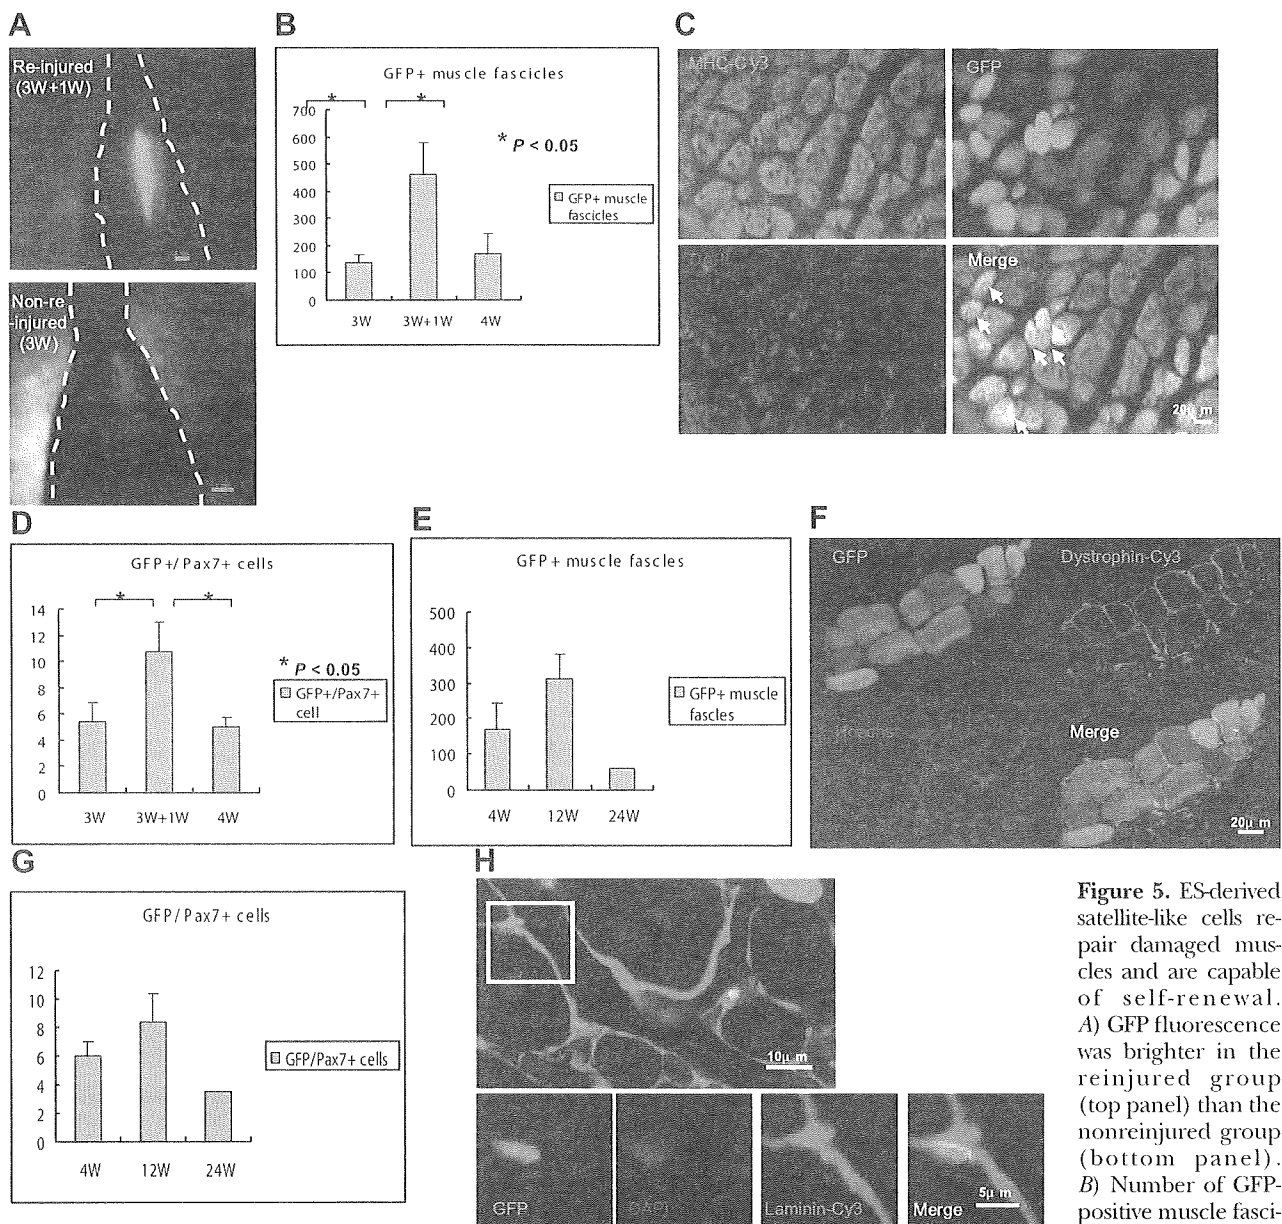 A
Re-injured
(3W+1W)
Non-re
-injured
(3W)
B
GFP+ muscle fascicles
700
600
500
400
300
200
100
0
*
*
* P < 0.05
GFP+ muscle
fascicles
3W
3W+1W
4W
C
MHC-Cy3
GFP
Merge
20μ m
D
GFP+/Pax7+ cells
14
12
10
8
6
4
2
0
*
*
* P < 0.05
GFP+/Pax7+
cell
3W
3W+1W
4W
E
GFP+ muscle fascles
500
400
300
200
100
0
GFP+ muscle
fascles
4W
12W
24W
F
GFP
Dystrophin-Cy3
Merge
20μ m
G
GFP/Pax7+ cells
12
10
8
6
4
2
0
GFP/Pax7+ cells
4W
12W
24W
H
10μ m
GFP
DAPI
Laminin-Cy3
Merge
5μ m
Figure 5. ES-derived
satellite-like cells re-
pair damaged mus-
cles and are capable
of self-renewal.
A) GFP fluorescence
was brighter in the
reinjured group
(top panel) than the
nonreinjured group
(bottom panel).
B) Number of GFP-
positive muscle fasci-